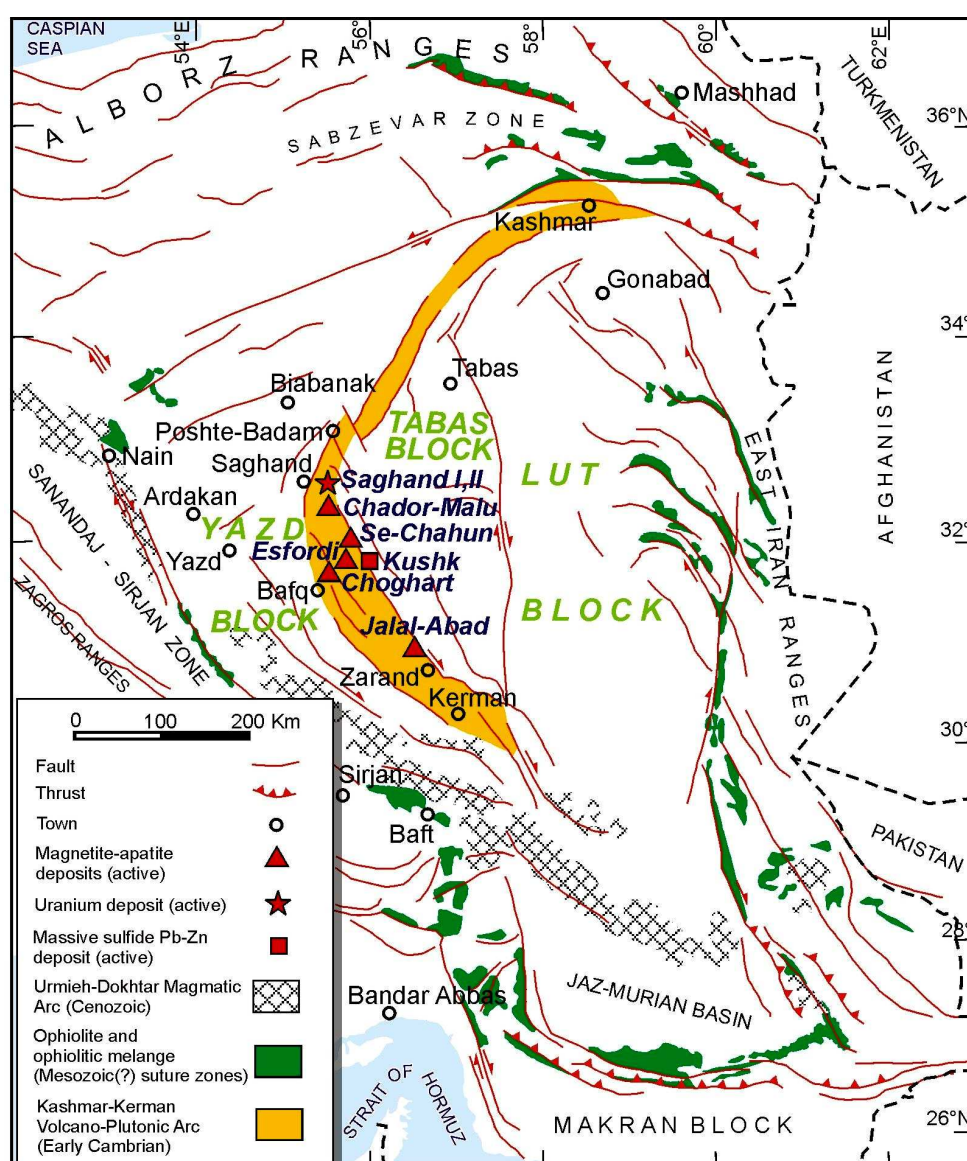 CASPIAN
SEA
54°E
56°
58°
60°
62°E
ALBORZ RANGES
Mashhad
TURKMENISTAN
36°N
SABZEVAR ZONE
Kashmar
Gonabad
34°
Tabas
Biabanak
TABAS
BLOCK
Poshte-Badam
Nain
Saghand
Saghand I,II
LUT
EAST IRAN RANGES
AFGHANISTAN
Ardakan
Chador-Malu
SANANDAJ - SIRJAN ZONE
YAZD
Se-Chahun
32°
Yazd
Esfordi
Kushk
Choghart
Bafq
ZAGROS RANGES
BLOCK
BLOCK
Jalal-Abad
Zarand
Kerman
30°
0 100 200 Km
Fault
Thrust
Town
Magnetite-apatite
deposits (active)
Uranium deposit (active)
Massive sulfide Pb-Zn
deposit (active)
Urmieh-Dokhtar Magmatic
Arc (Cenozoic)
Ophiolite and
ophiolitic melange
(Mesozoic(?) suture zones)
Kashmar-Kerman
Volcano-Plutonic Arc
(Early Cambrian)
Sirjan
Baft
PAKISTAN
28°
JAZ-MURIAN BASIN
Bandar Abbas
STRAIT OF
HORMUZ
MAKRAN BLOCK
26°N